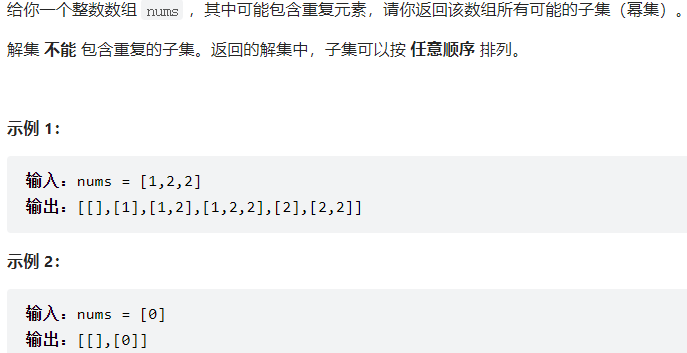 给你一个整数数组 nums ，其中可能包含重复元素，请你返回该数组所有可能的子集（幂集）。
解集 不能 包含重复的子集。返回的解集中，子集可以按 任意顺序 排列。
示例 1：
输入：nums = [1,2,2]
输出：[[],[1],[1,2],[1,2,2],[2],[2,2]]
示例 2：
输入：nums = [0]
输出：[[],[0]]